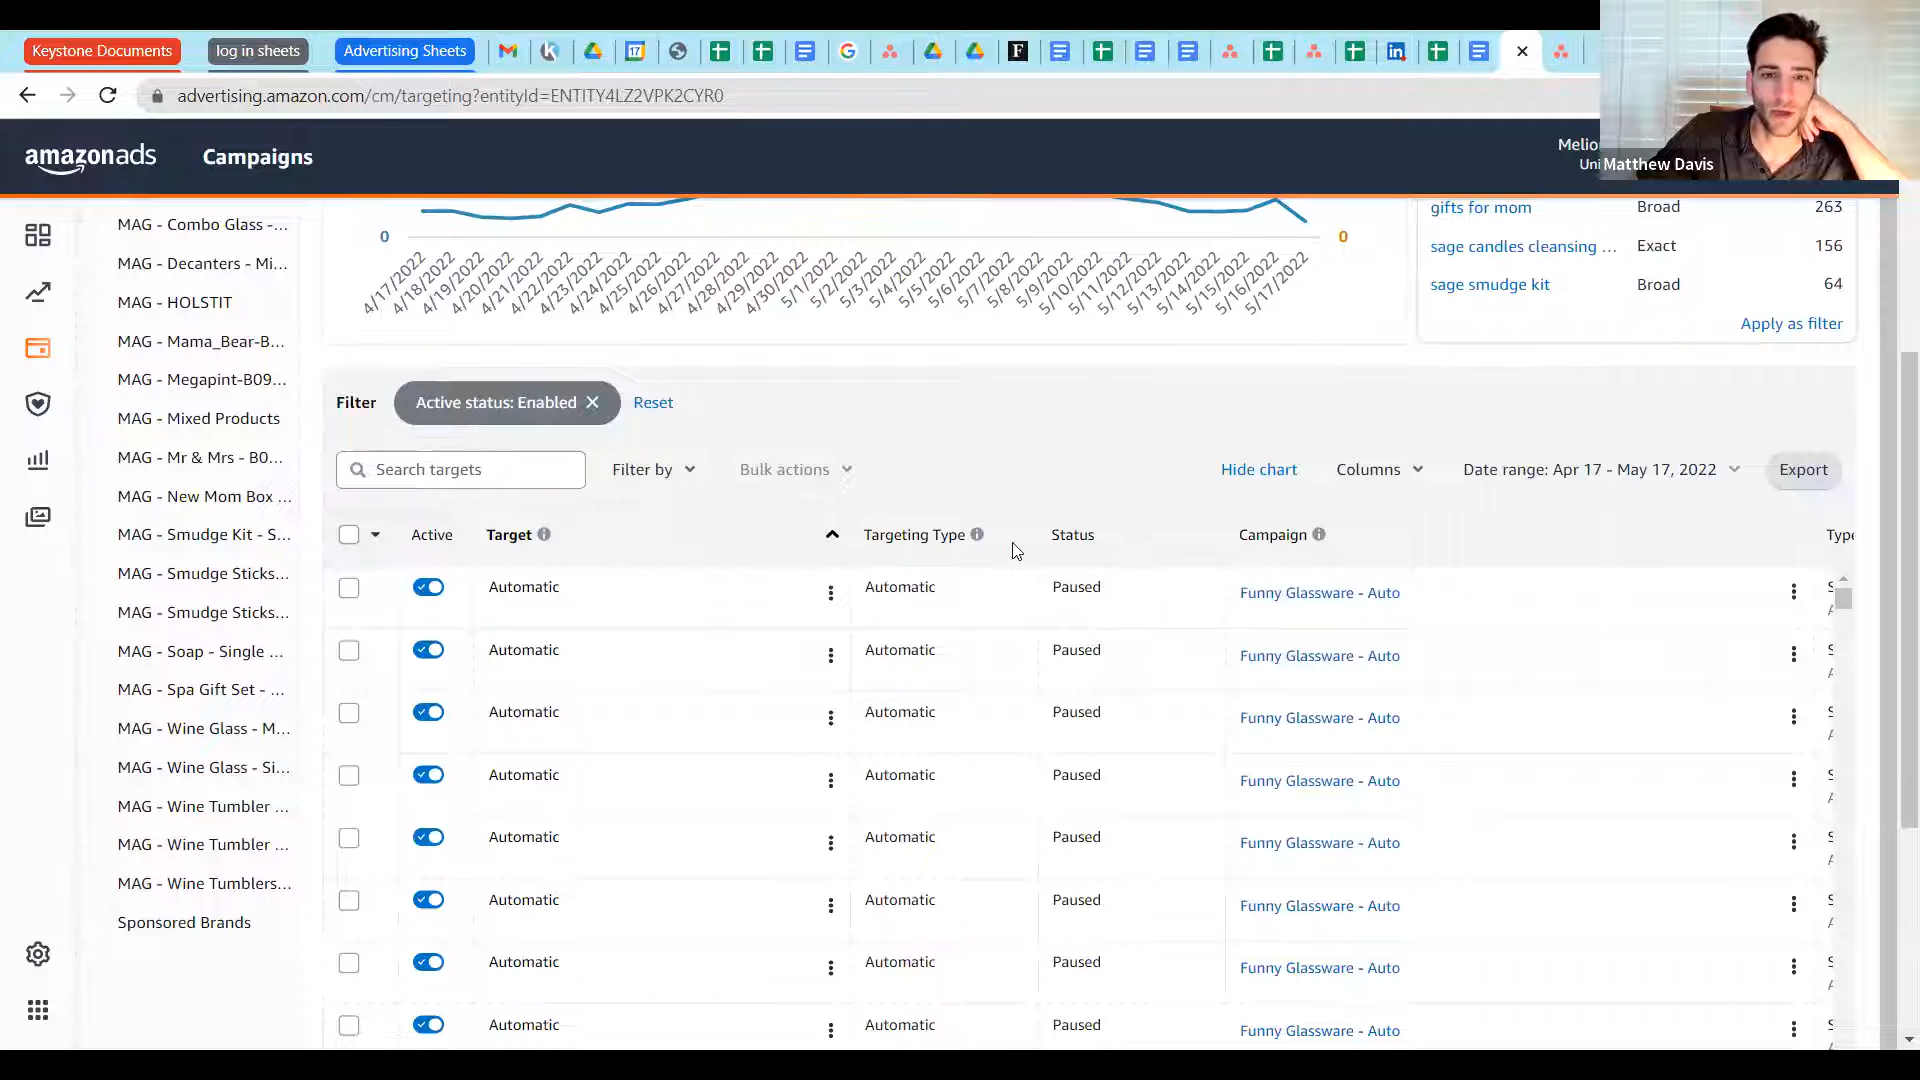 Keystone Documents
log in sheets
Advertising Sheets
17
F
advertising.amazon.com/cm/targeting?entityId=ENTITY4LZ2VPK2CYR0
amazonads
Campaigns
Melio
Uni
Matthew Davis
MAG - Combo Glass -...
MAG - Decanters - Mi...
MAG - HOLSTIT
MAG - Mama_Bear-B...
MAG - Megapint-B09...
MAG - Mixed Products
MAG - Mr & Mrs - B0...
MAG - New Mom Box ...
MAG - Smudge Kit - S...
MAG - Smudge Sticks...
MAG - Smudge Sticks...
MAG - Soap - Single ...
MAG - Spa Gift Set - ...
MAG - Wine Glass - M...
MAG - Wine Glass - Si...
MAG - Wine Tumbler ...
MAG - Wine Tumbler ...
MAG - Wine Tumblers...
Sponsored Brands
0
0
4/17/2022
4/18/2022
4/19/2022
4/20/2022
4/21/2022
4/22/2022
4/23/2022
4/24/2022
4/25/2022
4/26/2022
4/27/2022
4/28/2022
4/29/2022
4/30/2022
5/1/2022
5/2/2022
5/3/2022
5/4/2022
5/5/2022
5/6/2022
5/7/2022
5/8/2022
5/9/2022
5/10/2022
5/11/2022
5/12/2022
5/13/2022
5/14/2022
5/15/2022
5/16/2022
5/17/2022
gifts for mom Broad 263
sage candles cleansing ... Exact 156
sage smudge kit Broad 64
Apply as filter
Filter
Active status: Enabled
Reset
Search targets
Filter by
Bulk actions
Hide chart
Columns
Date range: Apr 17 - May 17, 2022
Export
Active Target Targeting Type Status Campaign Type
Automatic Automatic Paused Funny Glassware - Auto
Automatic Automatic Paused Funny Glassware - Auto
Automatic Automatic Paused Funny Glassware - Auto
Automatic Automatic Paused Funny Glassware - Auto
Automatic Automatic Paused Funny Glassware - Auto
Automatic Automatic Paused Funny Glassware - Auto
Automatic Automatic Paused Funny Glassware - Auto
Automatic Automatic Paused Funny Glassware - Auto